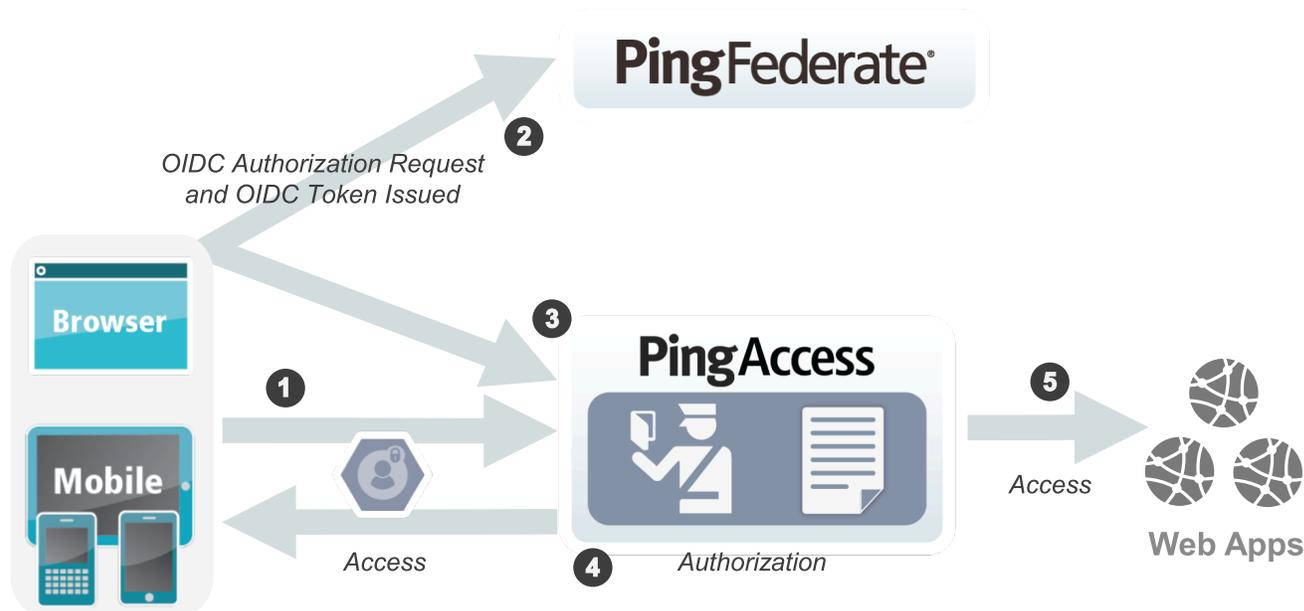 PingFederate®
2
OIDC Authorization Request
and OIDC Token Issued
Browser
3
PingAccess
1
5
Mobile
Access
Web Apps
Access
4
Authorization